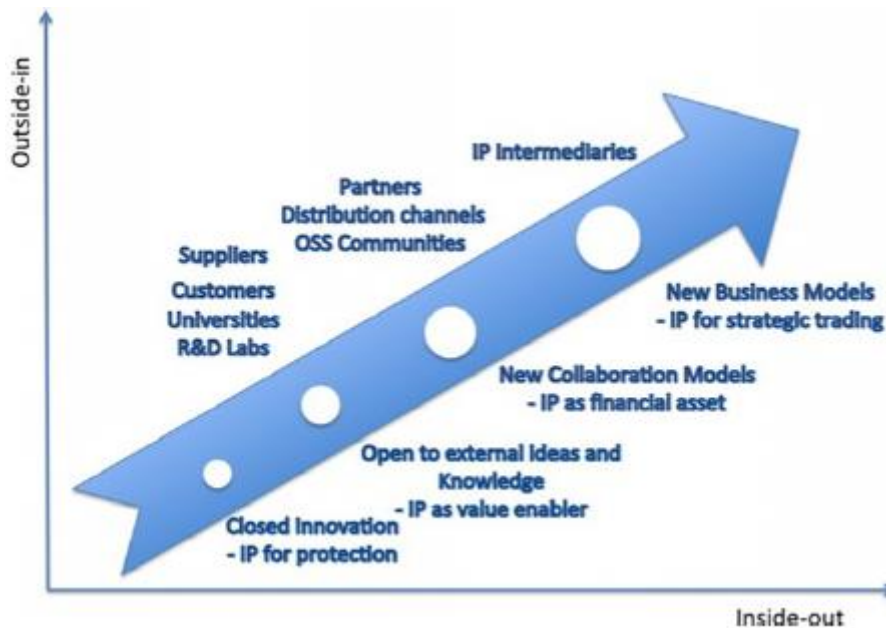 Outside-in
IP Intermediaries
Partners
Distribution channels
OSS Communities
Suppliers
Customers
Universities
R&D Labs
New Business Models
- IP for strategic trading
New Collaboration Models
- IP as financial asset
Open to external ideas and
Knowledge
- IP as value enabler
Closed Innovation
- IP for protection
Inside-out